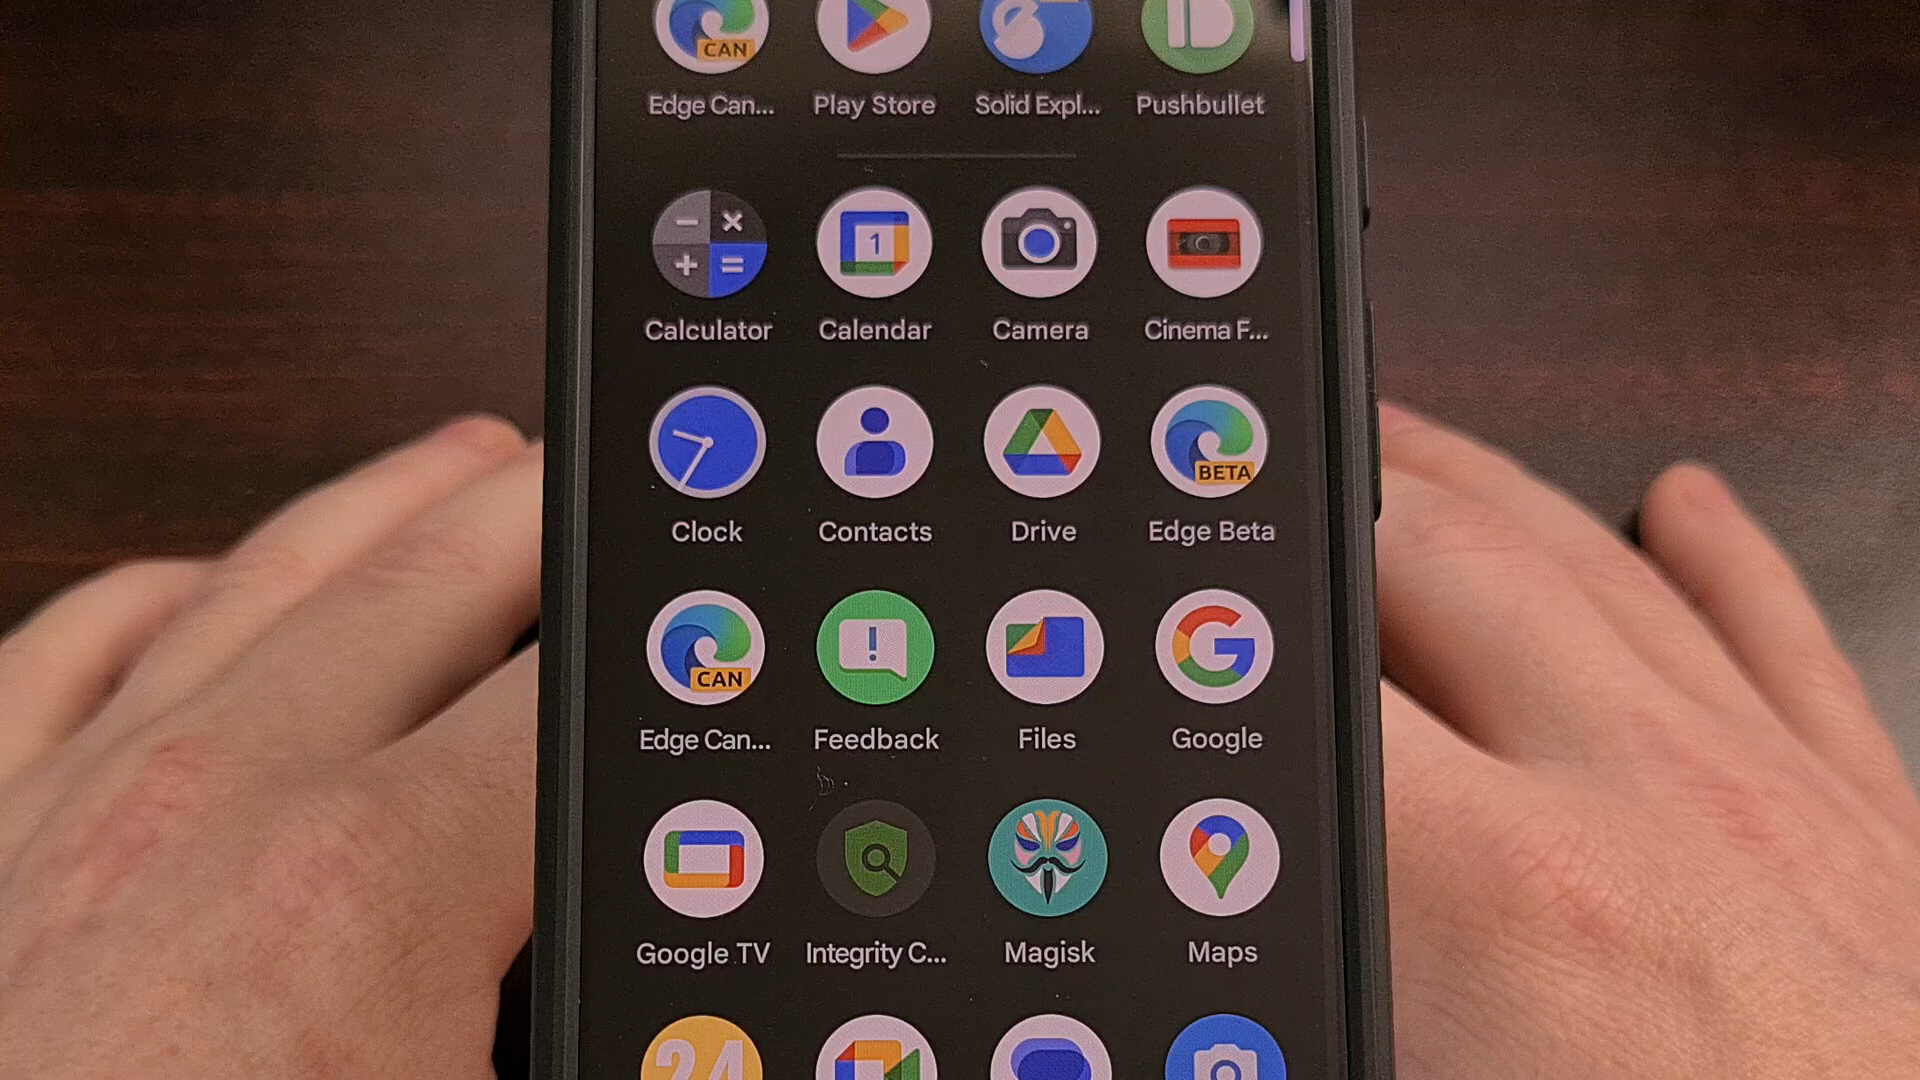 CAN
Edge Can... Play Store Solid Expl... Pushbullet
1
Calculator Calendar Camera Cinema F...
BETA
Clock Contacts Drive Edge Beta
CAN
Edge Can... Feedback Files Google
Google TV Integrity C... Magisk Maps
24